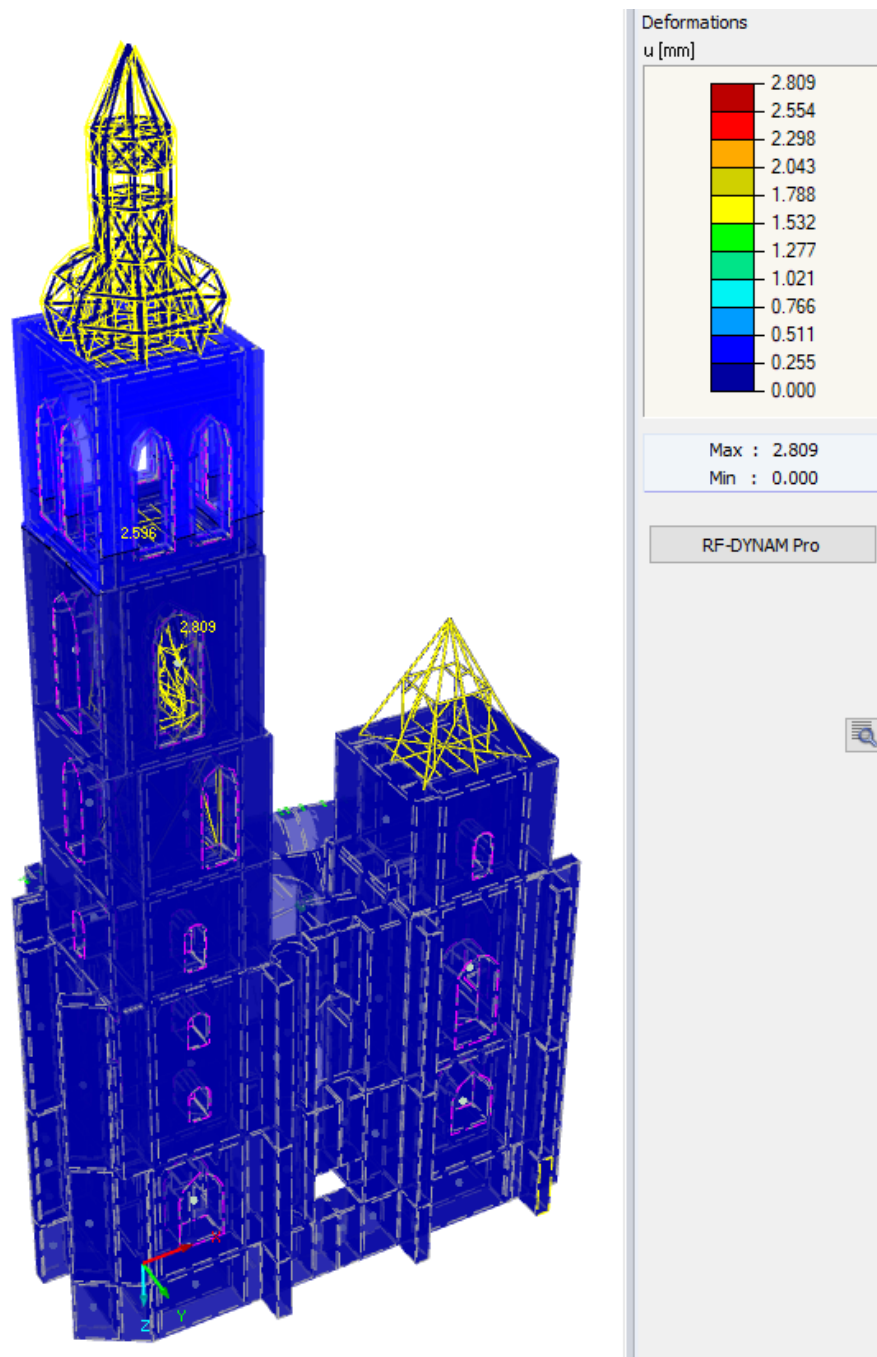 Deformations
u [mm]
2.809
2.554
2.298
2.043
1.788
1.532
1.277
1.021
0.766
0.511
0.255
0.000
Max : 2.809
Min : 0.000
RF-DYNAM Pro
2.596
2.809
X
Y
Z